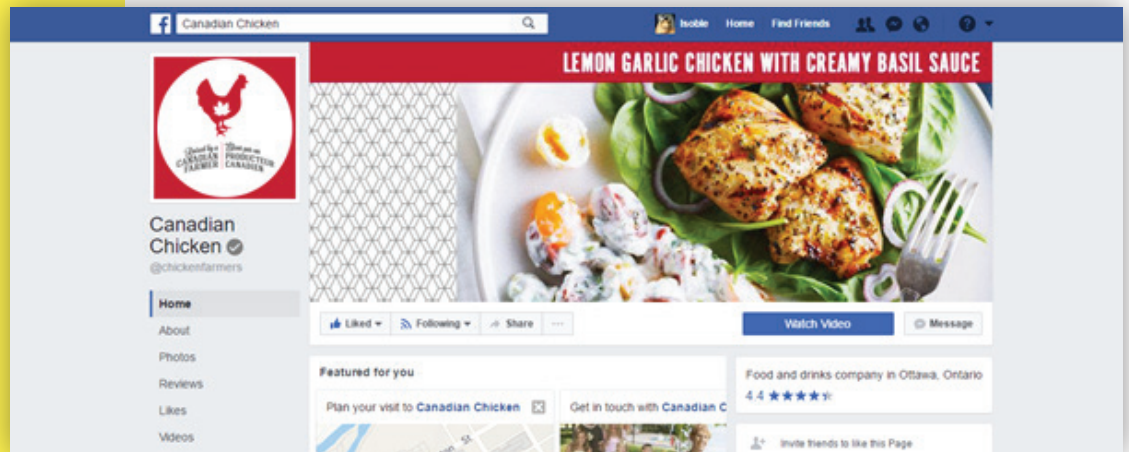 Canadian Chicken
Isoble Home Find Friends
LEMON GARLIC CHICKEN WITH CREAMY BASIL SAUCE
Raised by a
CANADIAN
FARMER
Élevé par un
PRODUCTEUR
CANADIEN
Canadian
Chicken
@chickenfarmers
Home
About
Photos
Reviews
Likes
Videos
Liked Following Share ...
Watch Video Message
Featured for you
Plan your visit to Canadian Chicken
Get in touch with Canadian C
Food and drinks company in Ottawa, Ontario
4.4
Invite friends to like this Page